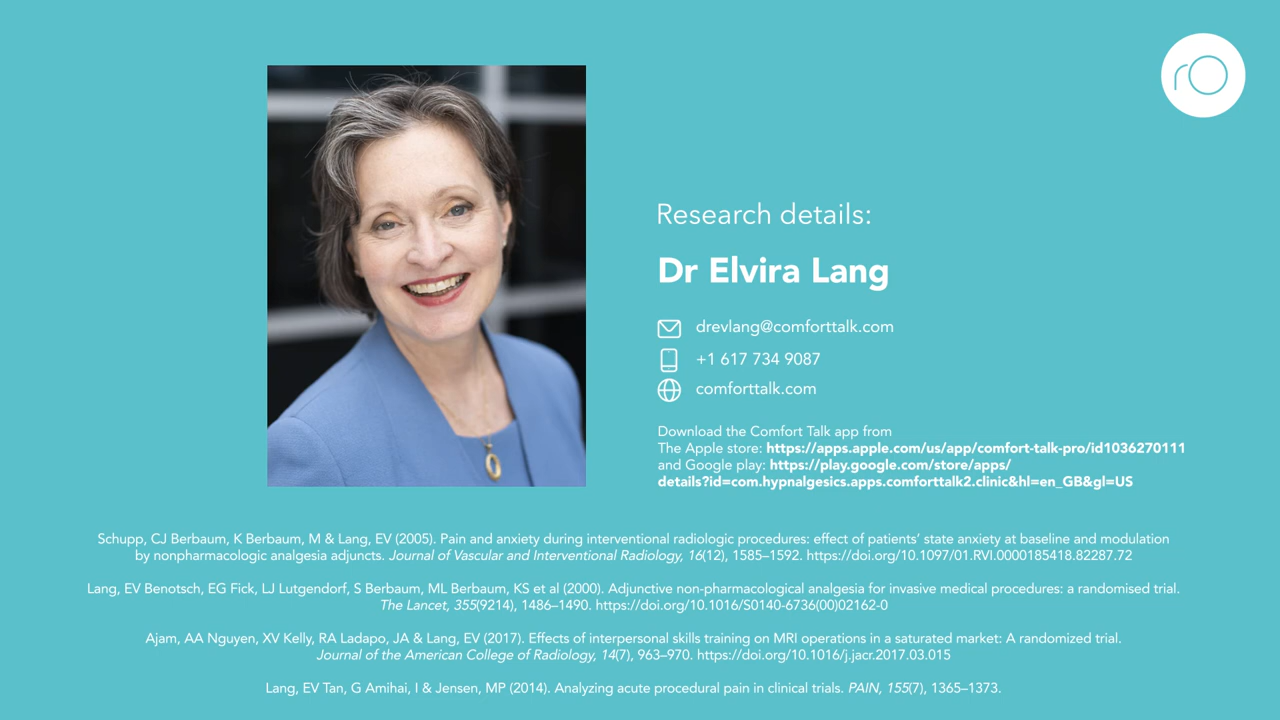 ro
Research details:
Dr Elvira Lang
drevlang@comforttalk.com
+1 617 734 9087
comforttalk.com
Download the Comfort Talk app from
The Apple store: https://apps.apple.com/us/app/comfort-talk-pro/id1036270111
and Google play: https://play.google.com/store/apps/
details?id=com.hypnalgesics.apps.comforttalk2.clinic&hl=en_GB&gl=US
Schupp, CJ Berbaum, K Berbaum, M & Lang, EV (2005). Pain and anxiety during interventional radiologic procedures: effect of patients’ state anxiety at baseline and modulation
by nonpharmacologic analgesia adjuncts. Journal of Vascular and Interventional Radiology, 16(12), 1585–1592. https://doi.org/10.1097/01.RVI.0000185418.82287.72
Lang, EV Benotsch, EG Fick, LJ Lutgendorf, S Berbaum, ML Berbaum, KS et al (2000). Adjunctive non-pharmacological analgesia for invasive medical procedures: a randomised trial.
The Lancet, 355(9214), 1486–1490. https://doi.org/10.1016/S0140-6736(00)02162-0
Ajam, AA Nguyen, XV Kelly, RA Ladapo, JA & Lang, EV (2017). Effects of interpersonal skills training on MRI operations in a saturated market: A randomized trial.
Journal of the American College of Radiology, 14(7), 963–970. https://doi.org/10.1016/j.jacr.2017.03.015
Lang, EV Tan, G Amihai, I & Jensen, MP (2014). Analyzing acute procedural pain in clinical trials. PAIN, 155(7), 1365–1373.